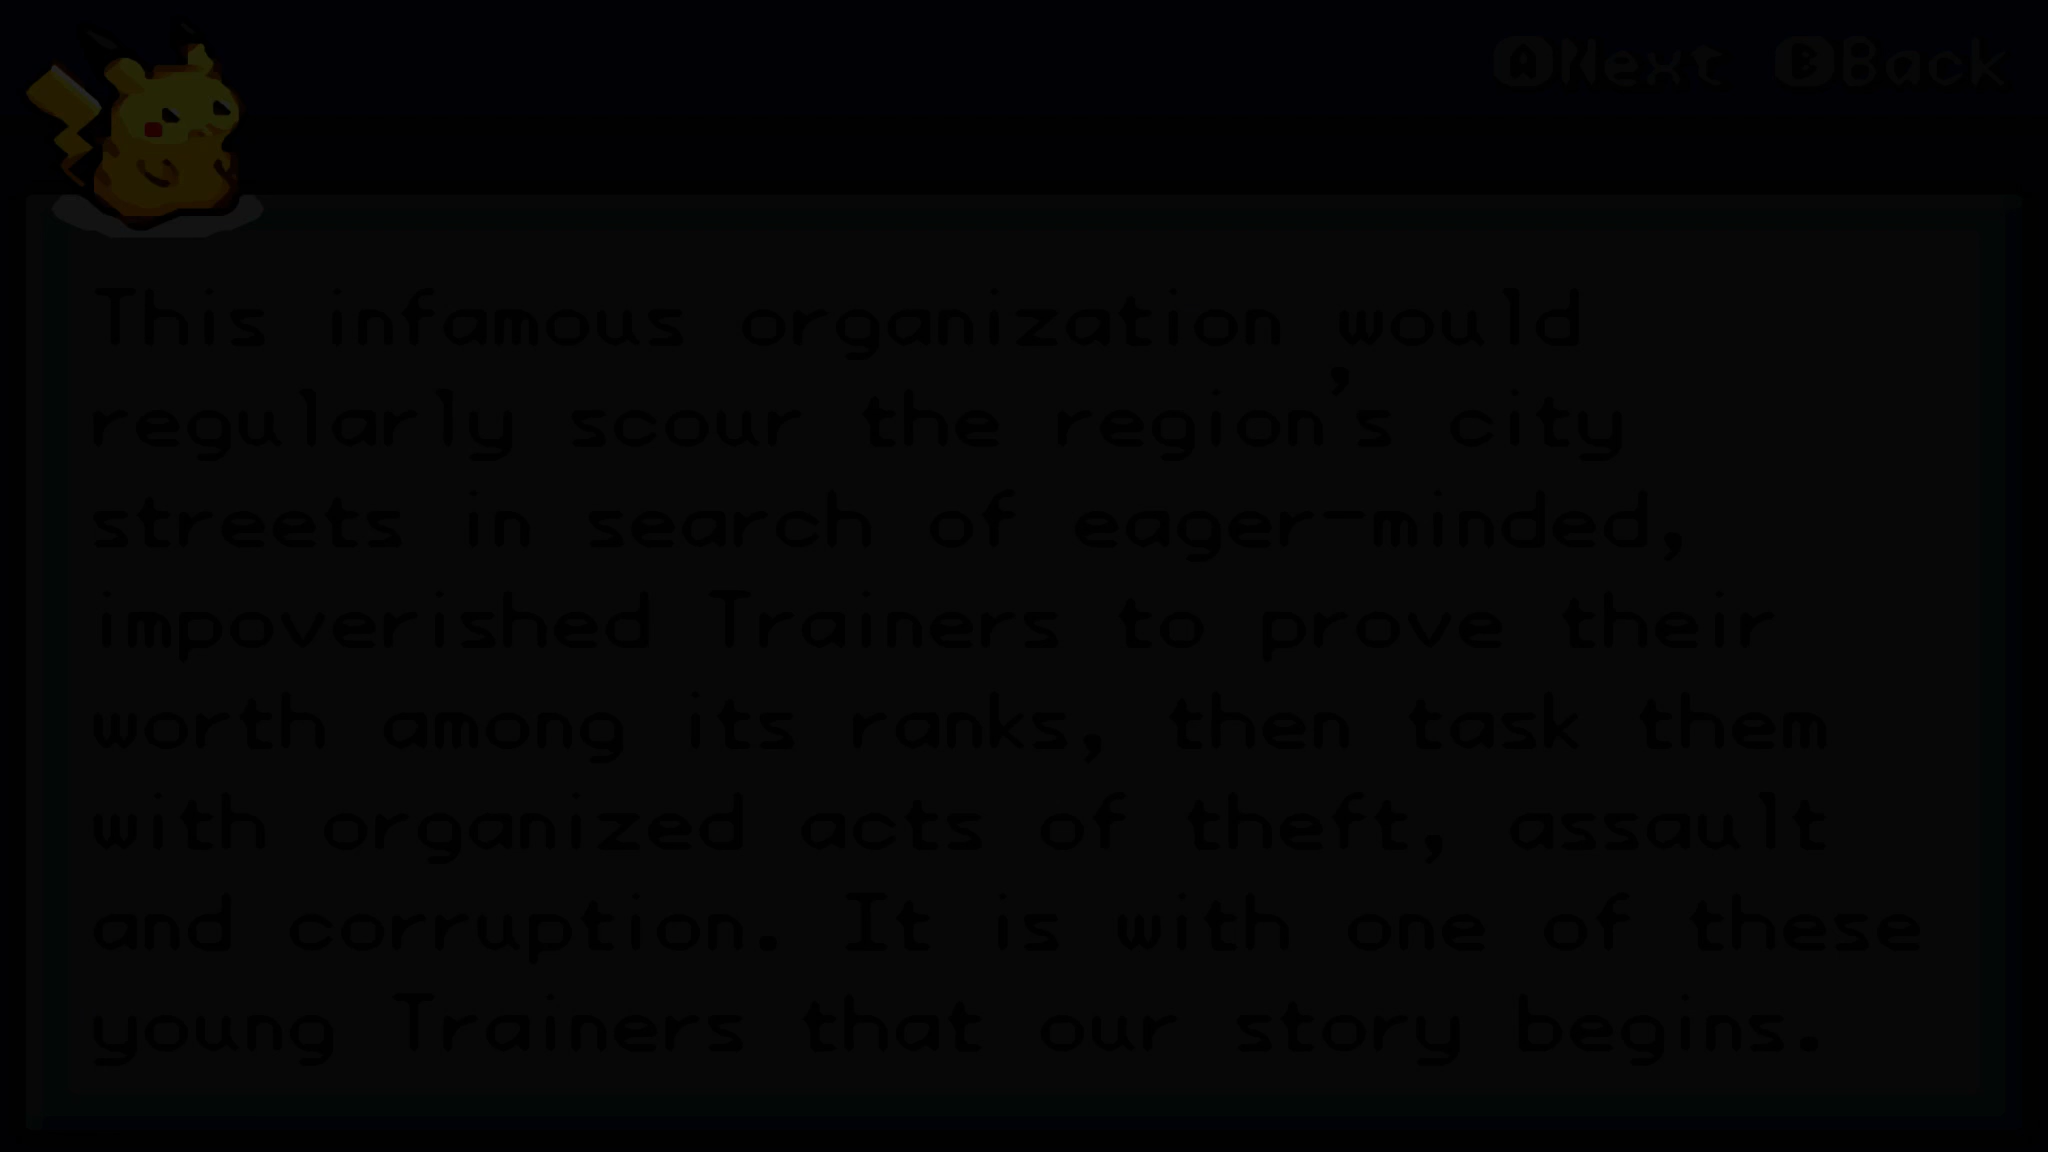 ANext BBack
This infamous organization would
regularly scour the region's city
streets in search of eager-minded,
impoverished Trainers to prove their
worth among its ranks, then task them
with organized acts of theft, assault
and corruption. It is with one of these
young Trainers that our story begins.